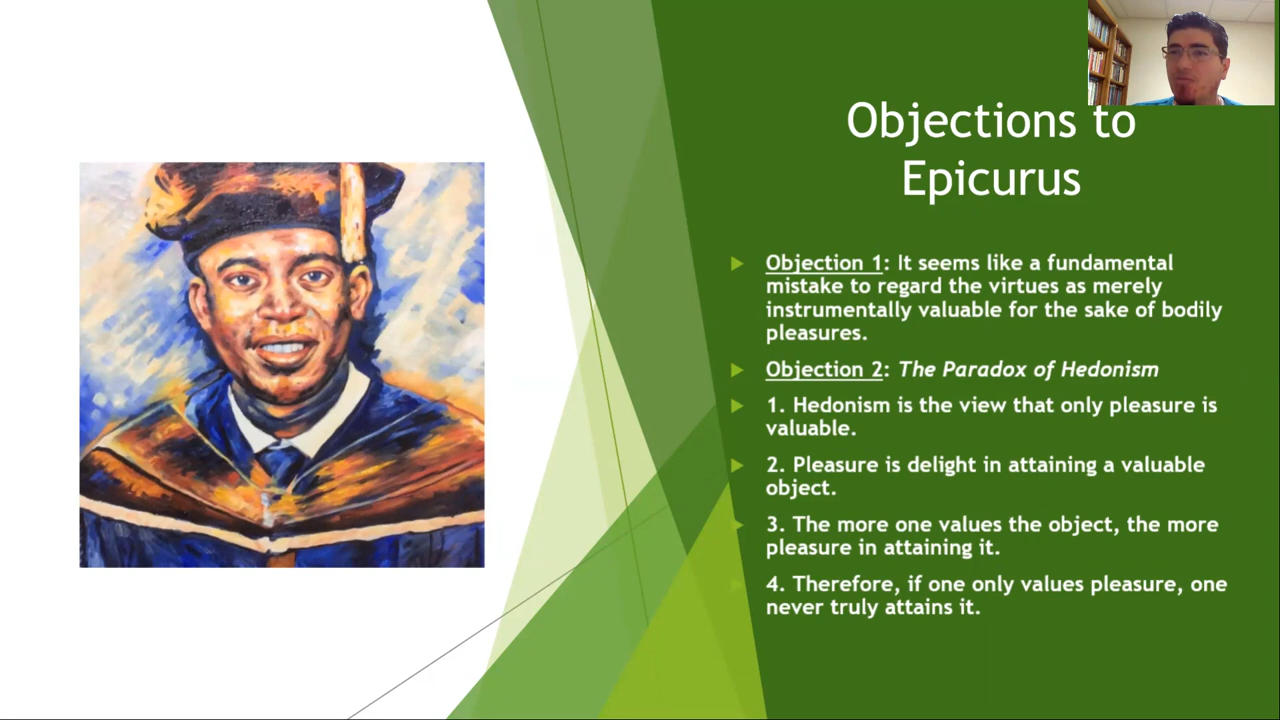 Objections to
Epicurus
Objection 1: It seems like a fundamental
mistake to regard the virtues as merely
instrumentally valuable for the sake of bodily
pleasures.
Objection 2: The Paradox of Hedonism
1. Hedonism is the view that only pleasure is
valuable.
2. Pleasure is delight in attaining a valuable
object.
3. The more one values the object, the more
pleasure in attaining it.
4. Therefore, if one only values pleasure, one
never truly attains it.